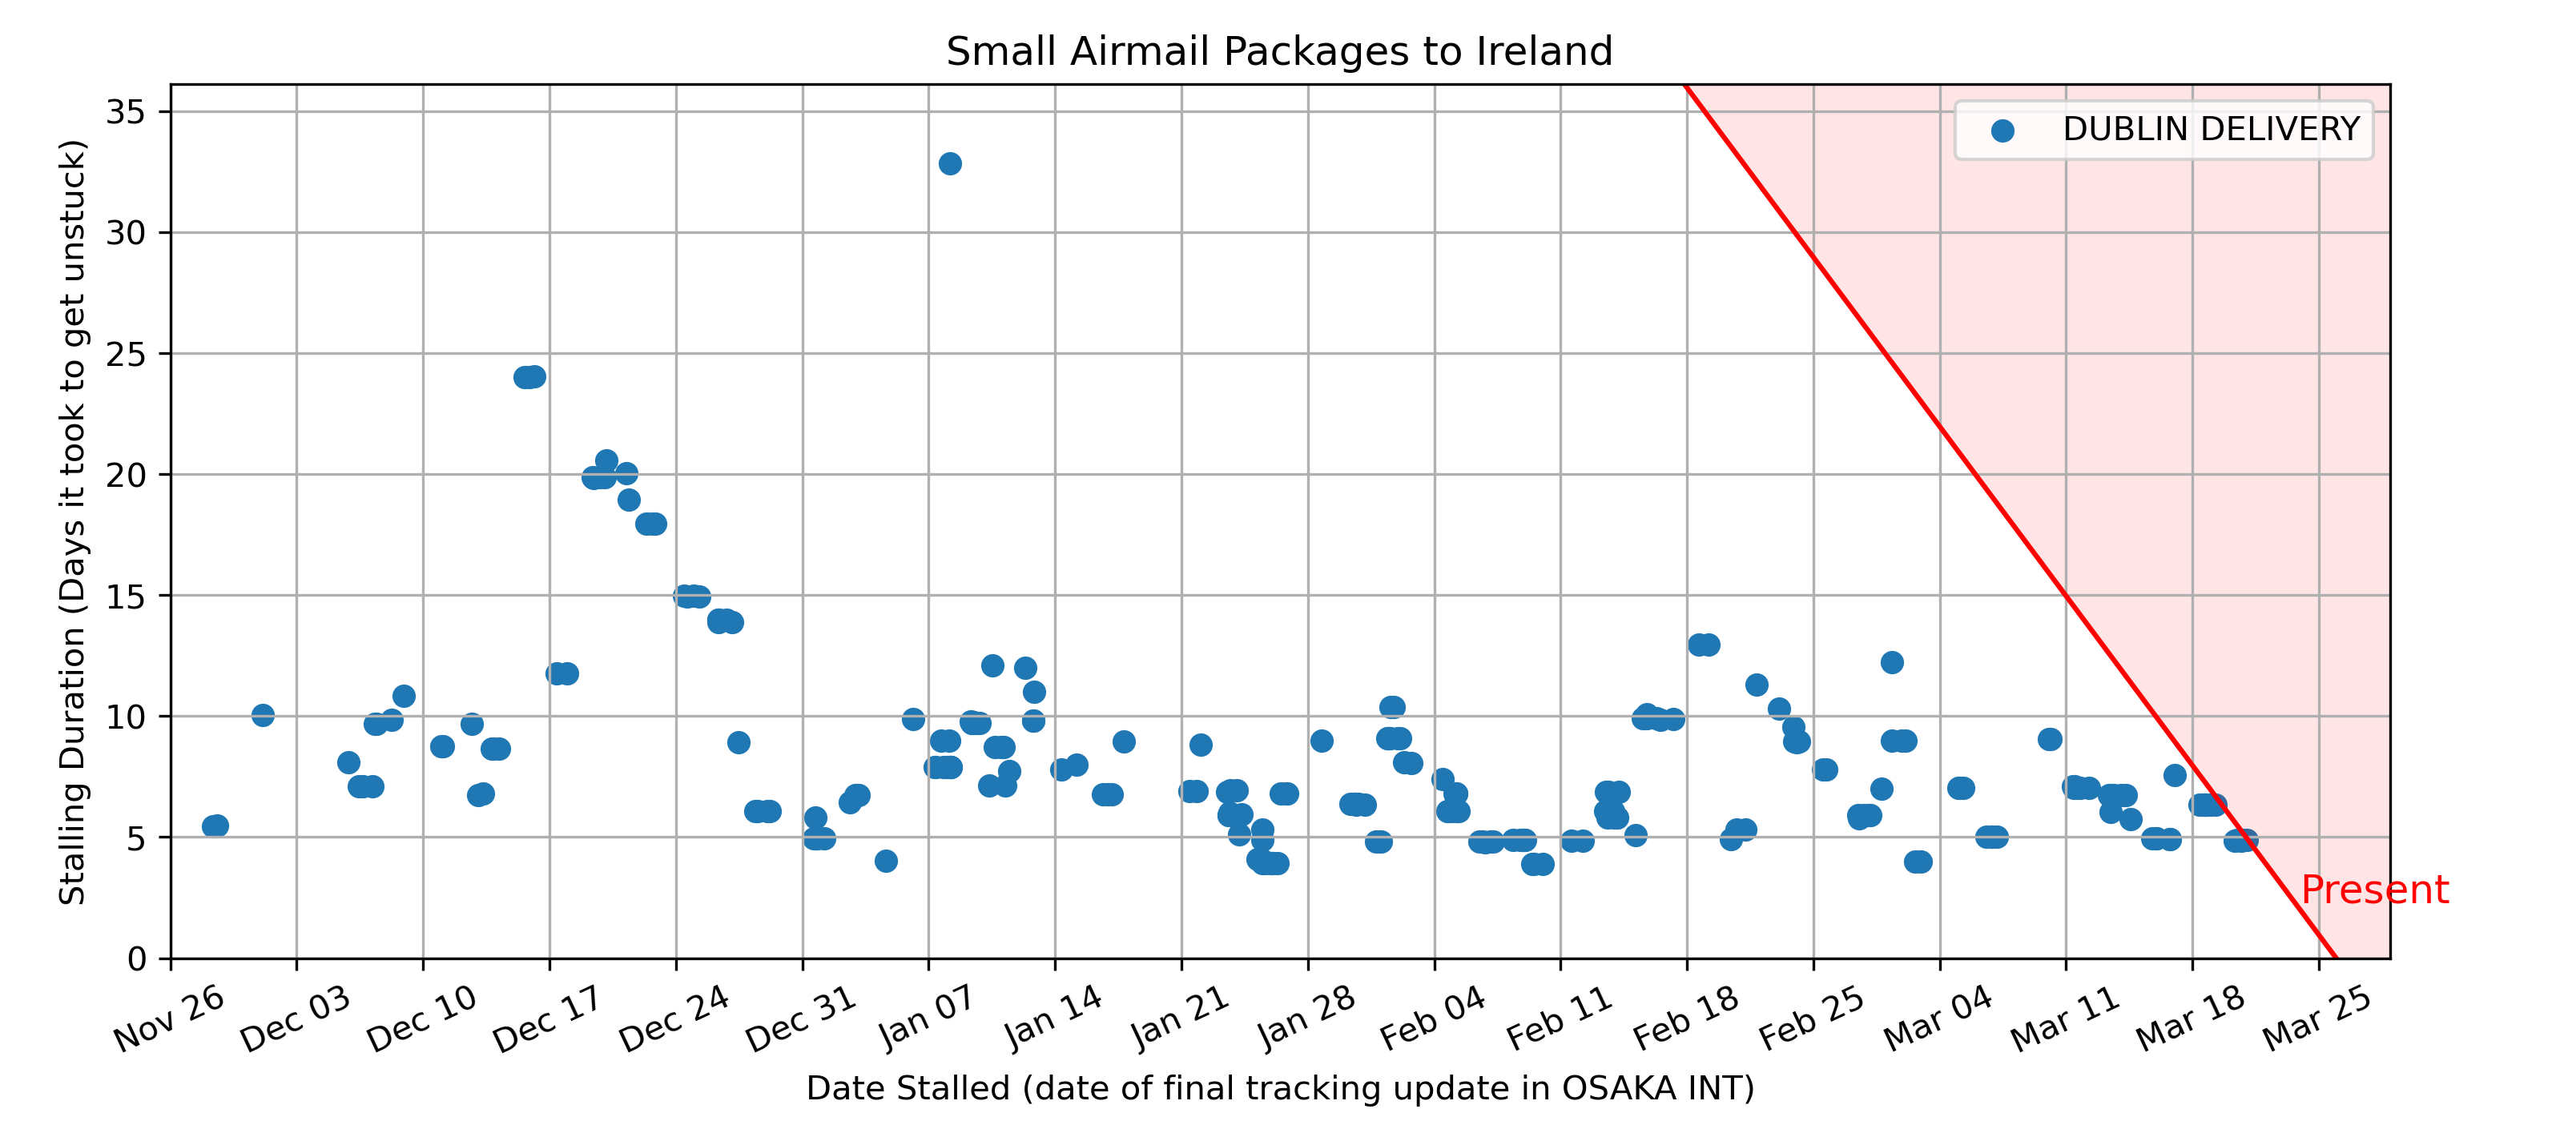 Small Airmail Packages to Ireland
DUBLIN DELIVERY
Stalling Duration (Days it took to get unstuck)
35
30
25
20
15
10
5
0
Present
Nov 26 Dec 03 Dec 10 Dec 17 Dec 24 Dec 31 Jan 07 Jan 14 Jan 21 Jan 28 Feb 04 Feb 11 Feb 18 Feb 25 Mar 04 Mar 11 Mar 18 Mar 25
Date Stalled (date of final tracking update in OSAKA INT)